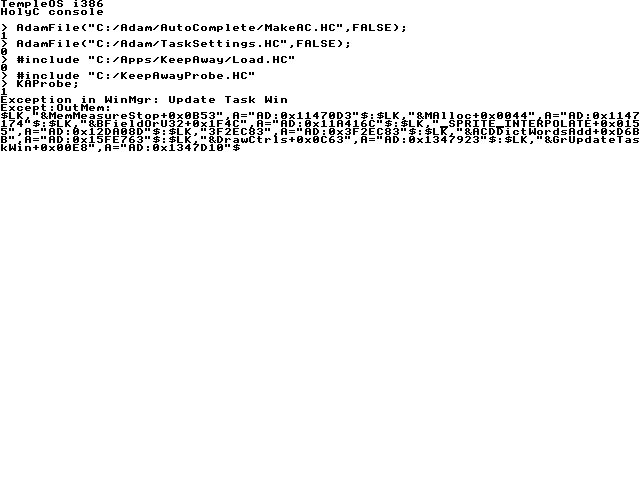 TempleOS i386
HolyC console
> AdamFile("C:/Adam/AutoComplete/MakeAC.HC",FALSE);
1
> AdamFile("C:/Adam/TaskSettings.HC",FALSE);
0
> #include "C:/Apps/KeepAway/Load.HC"
0
> #include "C:/KeepAwayProbe.HC"
> KAProbe;
1
Exception in WinMgr: Update Task Win
Except:OutMem:
$LK,"&MemMeasureStop+0x0B53",A="AD:0x11470D3"$:$LK,"&MAlloc+0x0044",A="AD:0x1147
174"$:$LK,"&BFieldOrU32+0x1F4C",A="AD:0x11A416C"$:$LK,"_SPRITE_INTERPOLATE+0x015
5",A="AD:0x12DA08D"$:$LK,"3F2EC83",A="AD:0x3F2EC83"$:$LK,"&ACDDictWordsAdd+0xD6B
B",A="AD:0x15FE763"$:$LK,"&DrawCtrls+0x0C63",A="AD:0x1347923"$:$LK,"&GrUpdateTas
kWin+0x00E8",A="AD:0x1347D10"$